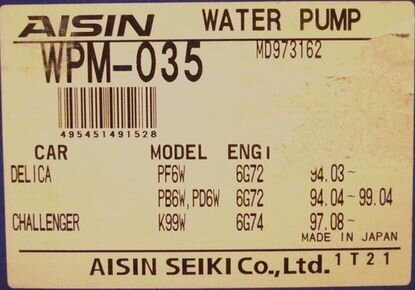 AISIN WATER PUMP
WPM-035 MD973162
495451491528
CAR MODEL ENGI
DELICA PF6W 6G72 94.03~
PB6W,PD6W 6G72 94.04~99.04
CHALLENGER K99W 6G74 97.08~
MADE IN JAPAN
AISIN SEIKI Co.,Ltd. 1T21